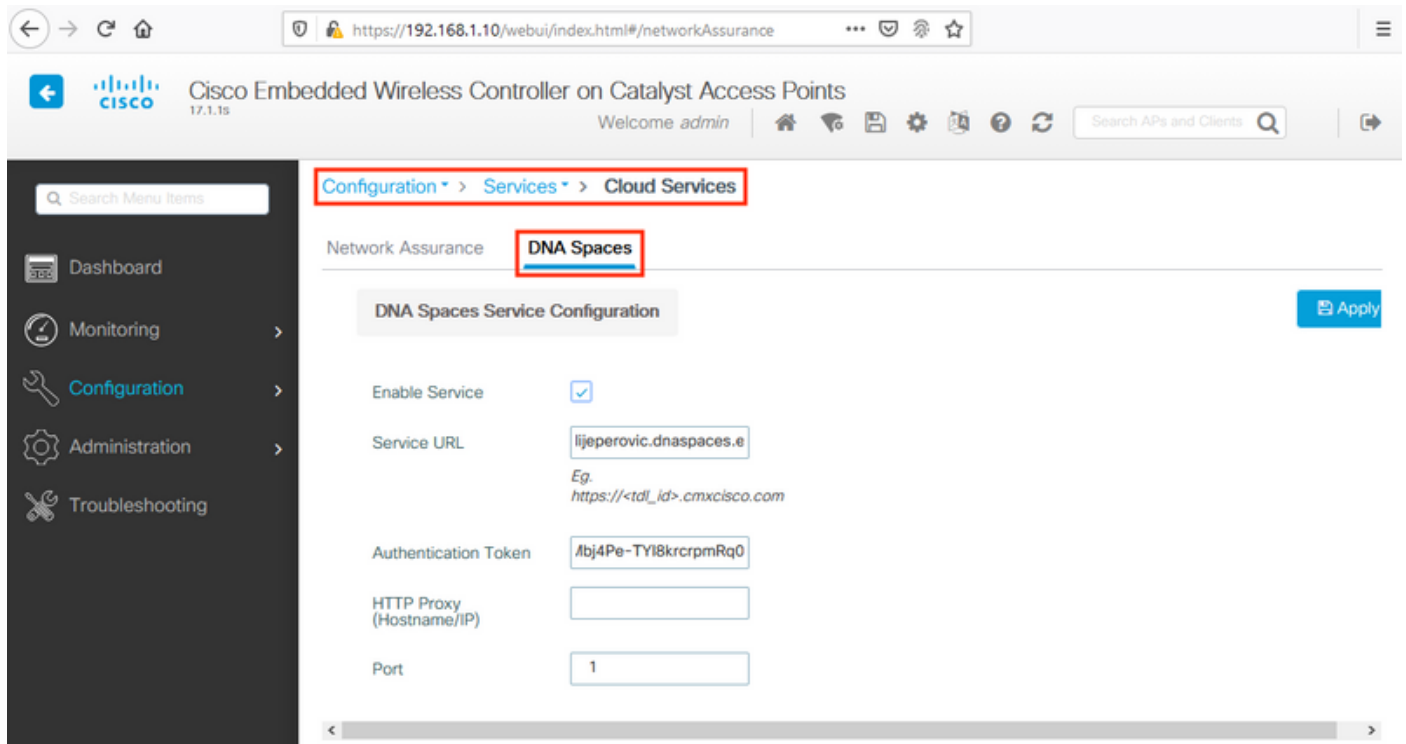 https://192.168.1.10/webui/index.html#/networkAssurance
CISCO
Cisco Embedded Wireless Controller on Catalyst Access Points
17.1.1s
Welcome admin
Search APs and Clients
Search Menu Items
Dashboard
Monitoring
Configuration
Administration
Troubleshooting
Configuration > Services > Cloud Services
Network Assurance DNA Spaces
DNA Spaces Service Configuration
Apply
Enable Service
Service URL lijeperovic.dnaspaces.e
Eg.
https://<tdl_id>.cmxcisco.com
Authentication Token
HTTP Proxy
(Hostname/IP)
Port 1